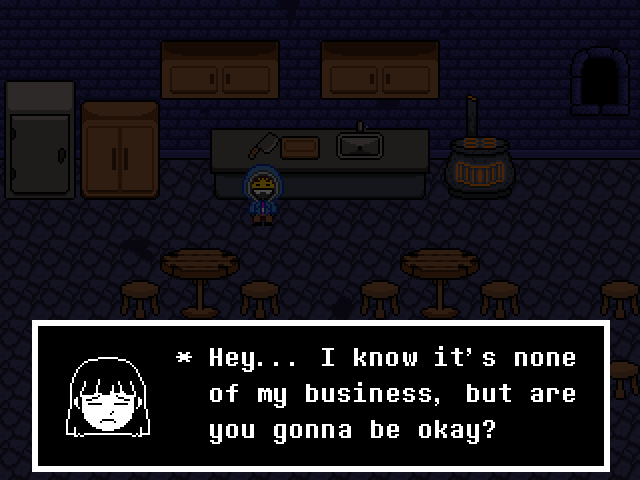 * Hey... I know it's none
of my business, but are
you gonna be okay?